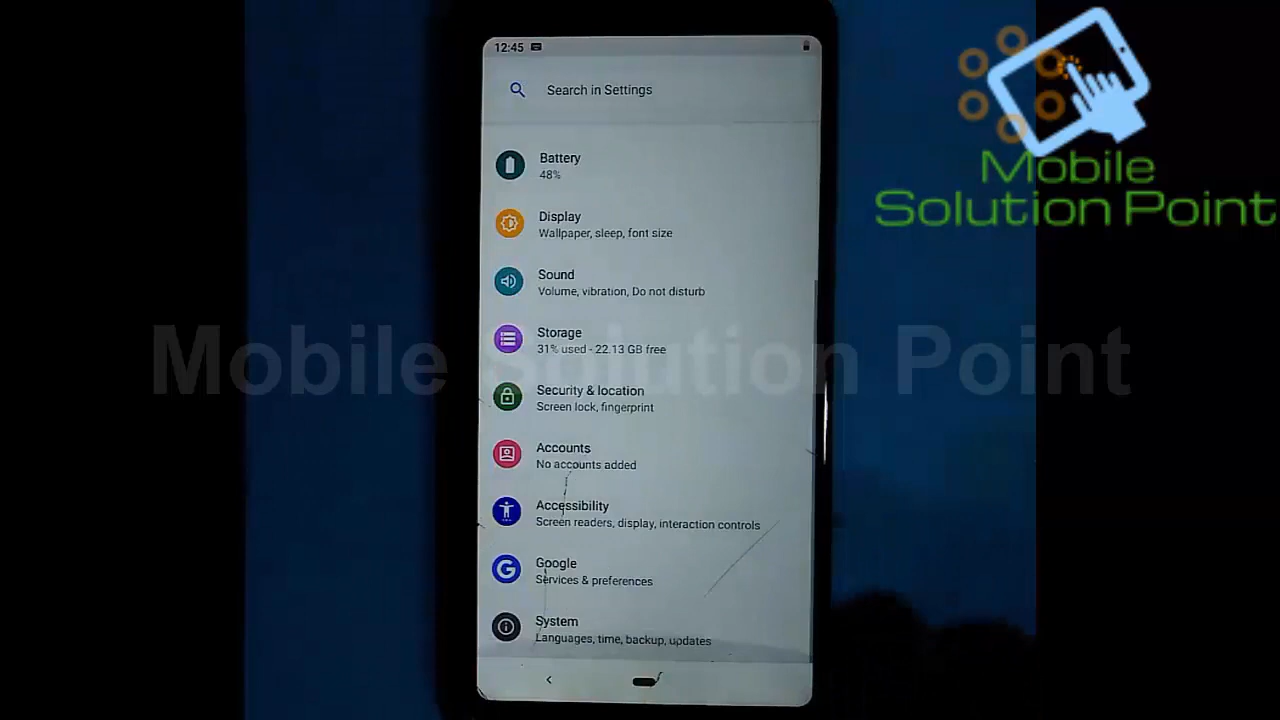 12:45
Search in Settings
Battery
48%
Display
Wallpaper, sleep, font size
Sound
Volume, vibration, Do not disturb
Storage
31% used - 22.13 GB free
Security & location
Screen lock, fingerprint
Accounts
No accounts added
Accessibility
Screen readers, display, interaction controls
Google
Services & preferences
System
Languages, time, backup, updates
Mobile
Solution Point
Mobile Solution Point